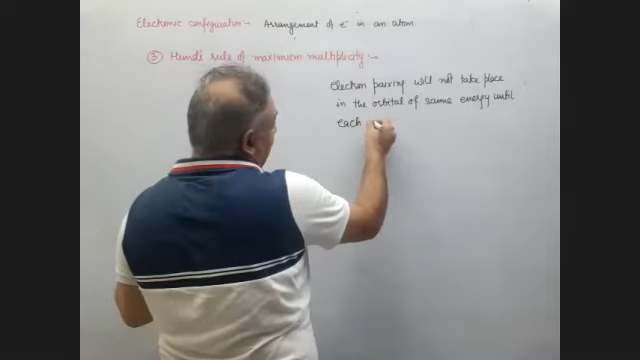 Electronic configuration - Arrangement of e⁻ in an atom
③ Hund's rule of maximum multiplicity :-
Electron pairing will not take place
in the orbital of same energy until
each